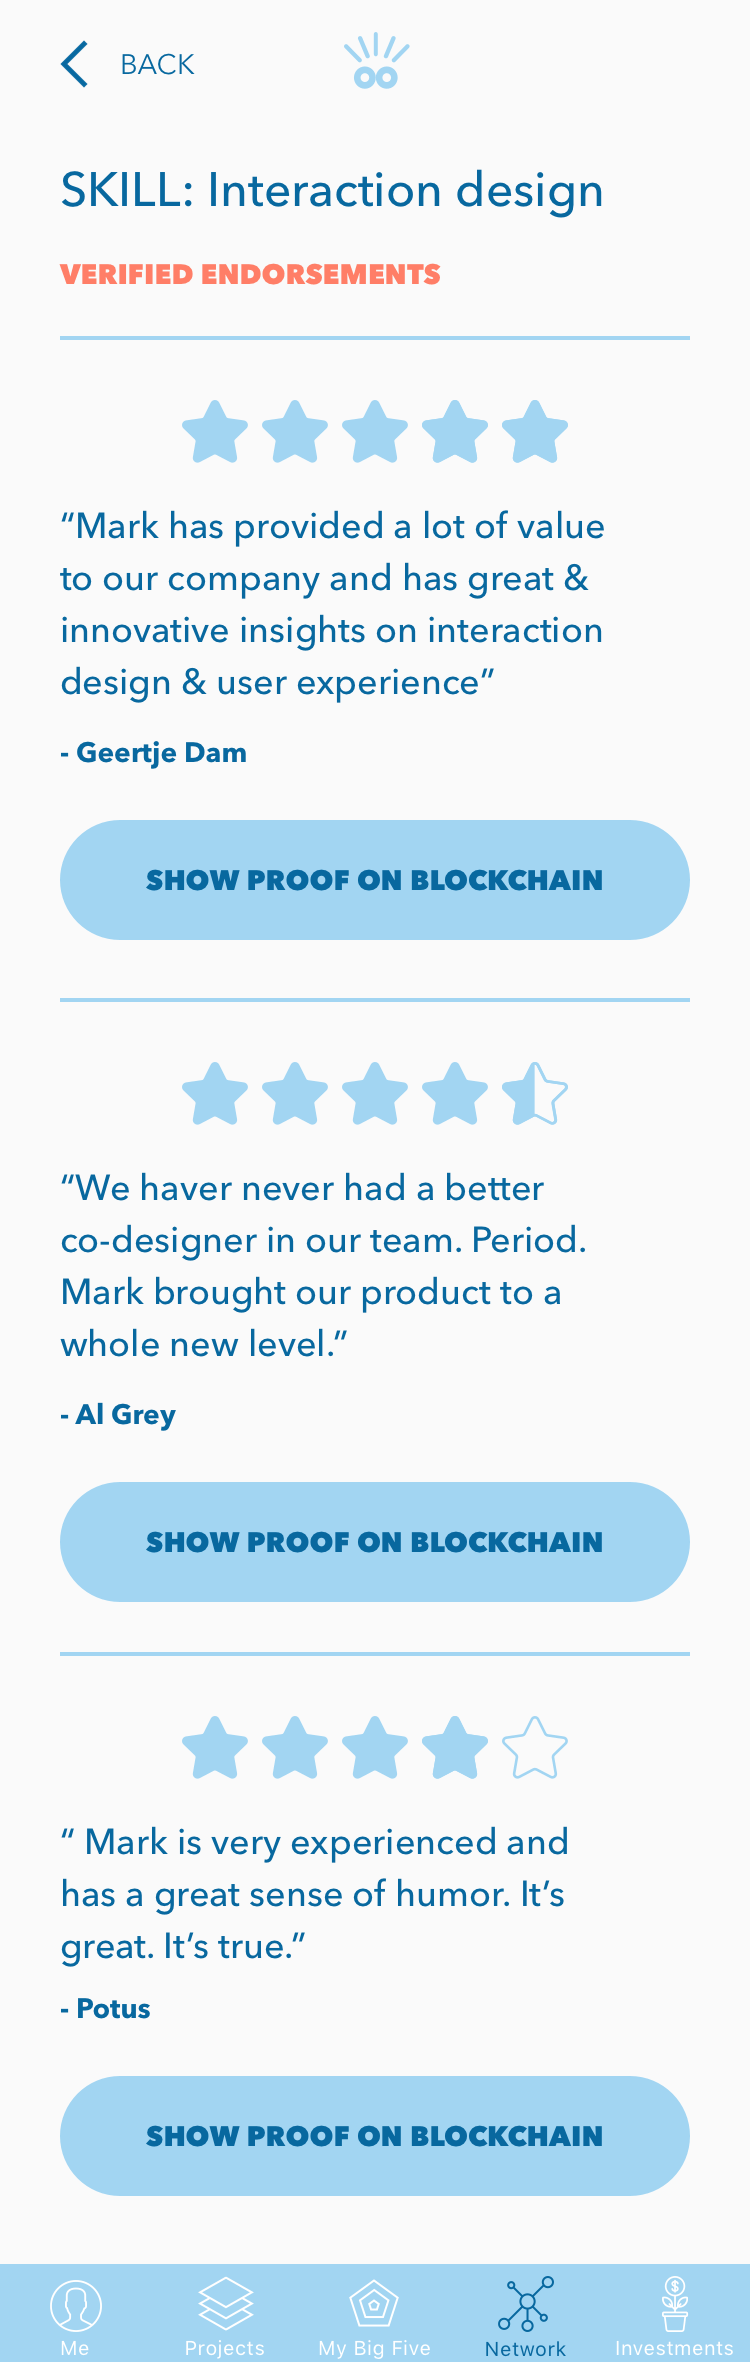 BACK
SKILL: Interaction design
VERIFIED ENDORSEMENTS
“Mark has provided a lot of value
to our company and has great &
innovative insights on interaction
design & user experience”
- Geertje Dam
SHOW PROOF ON BLOCKCHAIN
“We haver never had a better
co-designer in our team. Period.
Mark brought our product to a
whole new level.”
- Al Grey
SHOW PROOF ON BLOCKCHAIN
“ Mark is very experienced and
has a great sense of humor. It’s
great. It’s true.”
- Potus
SHOW PROOF ON BLOCKCHAIN
Me Projects My Big Five Network Investments